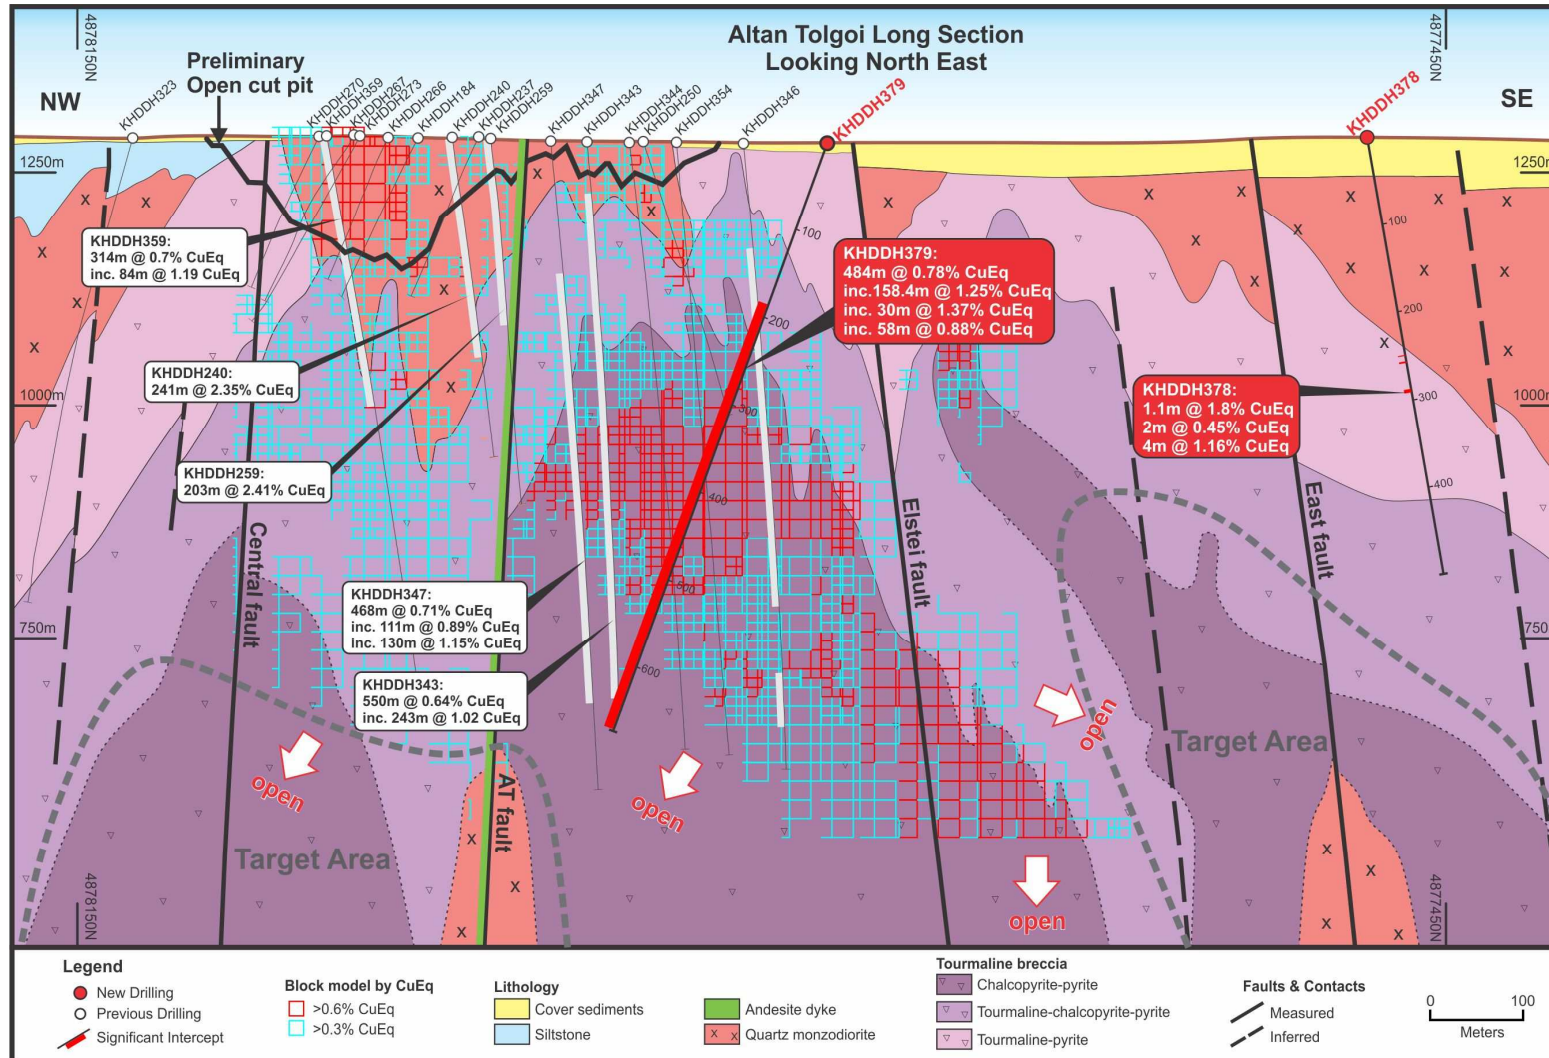 4878150N
Altan Tolgoi Long Section
Looking North East
4877450N
Preliminary
Open cut pit
NW
SE
KHDDH323
KHDDH270
KHDDH359
KHDDH267
KHDDH273
KHDDH266
KHDDH184
KHDDH240
KHDDH237
KHDDH259
KHDDH347
KHDDH343
KHDDH344
KHDDH250
KHDDH354
KHDDH346
KHDDH379
KHDDH378
1250m
1250m
1000m
1000m
750m
750m
KHDDH359:
314m @ 0.7% CuEq
inc. 84m @ 1.19 CuEq
KHDDH240:
241m @ 2.35% CuEq
KHDDH259:
203m @ 2.41% CuEq
KHDDH347:
468m @ 0.71% CuEq
inc. 111m @ 0.89% CuEq
inc. 130m @ 1.15% CuEq
KHDDH343:
550m @ 0.64% CuEq
inc. 243m @ 1.02 CuEq
KHDDH379:
484m @ 0.78% CuEq
inc.158.4m @ 1.25% CuEq
inc. 30m @ 1.37% CuEq
inc. 58m @ 0.88% CuEq
KHDDH378:
1.1m @ 1.8% CuEq
2m @ 0.45% CuEq
4m @ 1.16% CuEq
100
200
300
400
500
600
100
200
300
400
Central fault
AT fault
Elstei fault
East fault
open
open
open
open
Target Area
Target Area
4878150N
4877450N
Legend
New Drilling
Previous Drilling
Significant Intercept
Block model by CuEq
>0.6% CuEq
>0.3% CuEq
Lithology
Cover sediments
Siltstone
Andesite dyke
Quartz monzodiorite
Tourmaline breccia
Chalcopyrite-pyrite
Tourmaline-chalcopyrite-pyrite
Tourmaline-pyrite
Faults & Contacts
Measured
Inferred
0 100
Meters